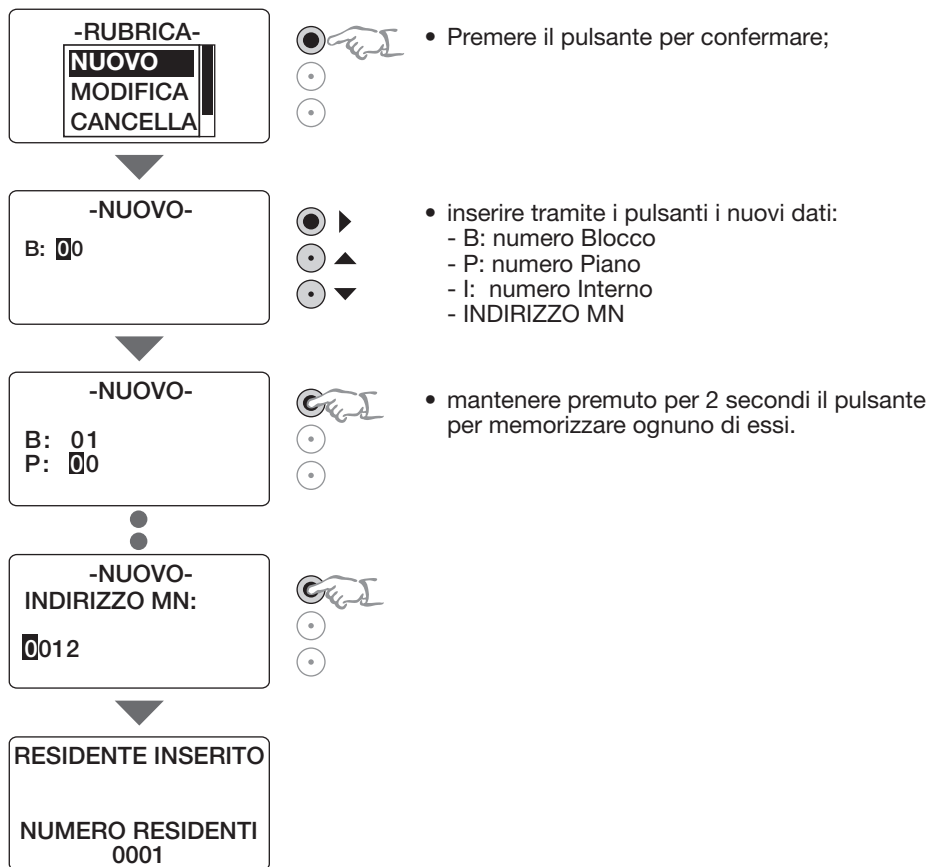 -RUBRICA-
NUOVO
MODIFICA
CANCELLA
• Premere il pulsante per confermare;
-NUOVO-
B: 00
• inserire tramite i pulsanti i nuovi dati:
- B: numero Blocco
- P: numero Piano
- I: numero Interno
- INDIRIZZO MN
-NUOVO-
B: 01
P: 00
• mantenere premuto per 2 secondi il pulsante
per memorizzare ognuno di essi.
-NUOVO-
INDIRIZZO MN:
0012
RESIDENTE INSERITO
NUMERO RESIDENTI
0001